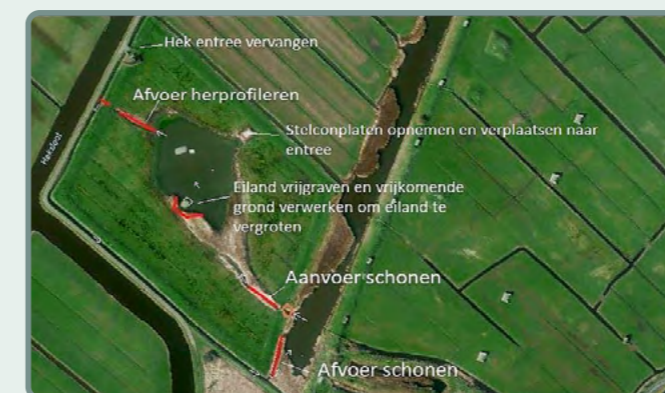 Hek entree vervangen
Afvoer herprofileren
Stelconplaten opnemen en verplaatsen naar
entree
Eiland vrijgraven en vrijkomende
grond verwerken om eiland te
vergroten
Aanvoer schonen
Afvoer schonen